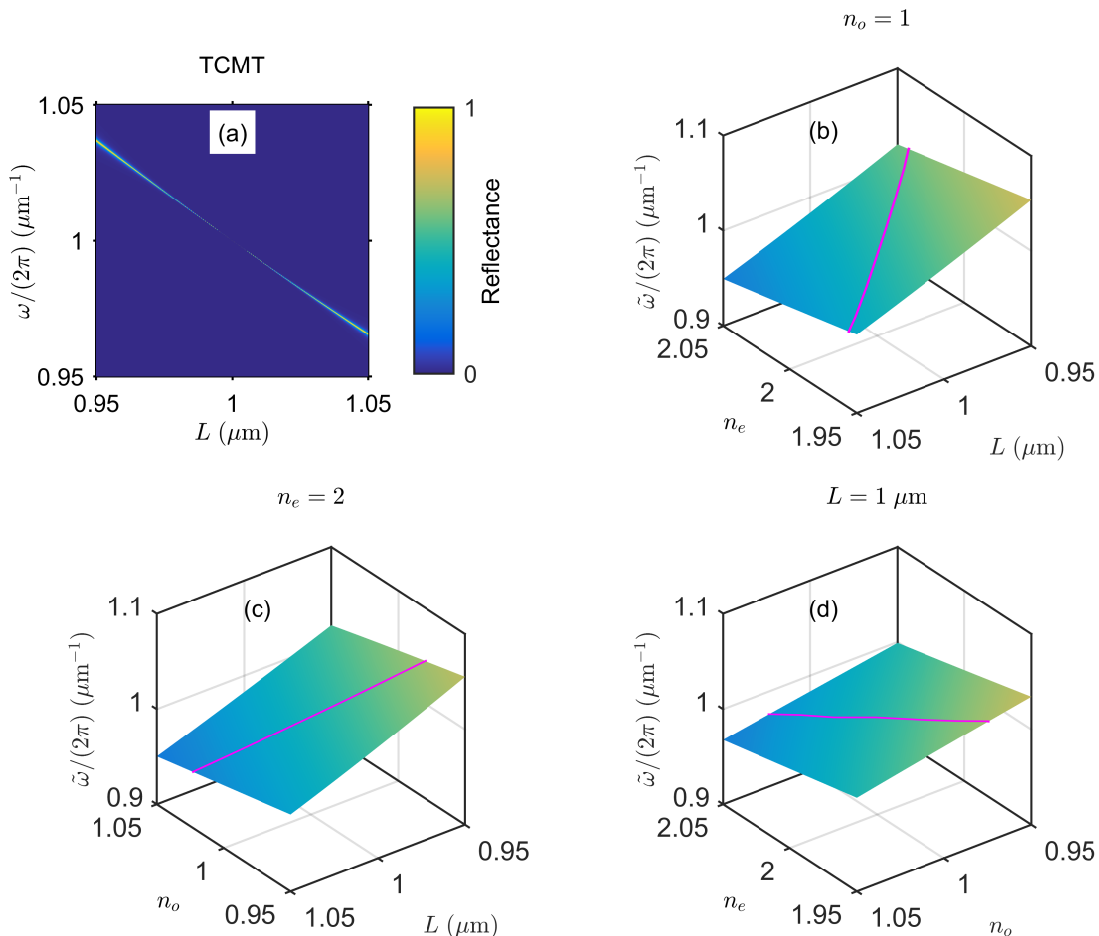 TCMT
1.05
1
0.95
ω/(2π) (μm⁻¹)
(a)
0.95
1
1.05
L (μm)
1
0
Reflectance
n_o = 1
(b)
1.1
1
0.9
ω̃/(2π) (μm⁻¹)
2.05
2
1.95
n_e
1.05
1
0.95
L (μm)
n_e = 2
(c)
1.1
1
0.9
ω̃/(2π) (μm⁻¹)
1.05
1
0.95
n_o
1.05
1
0.95
L (μm)
L = 1 μm
(d)
1.1
1
0.9
ω̃/(2π) (μm⁻¹)
2.05
2
1.95
n_e
1.05
1
0.95
n_o